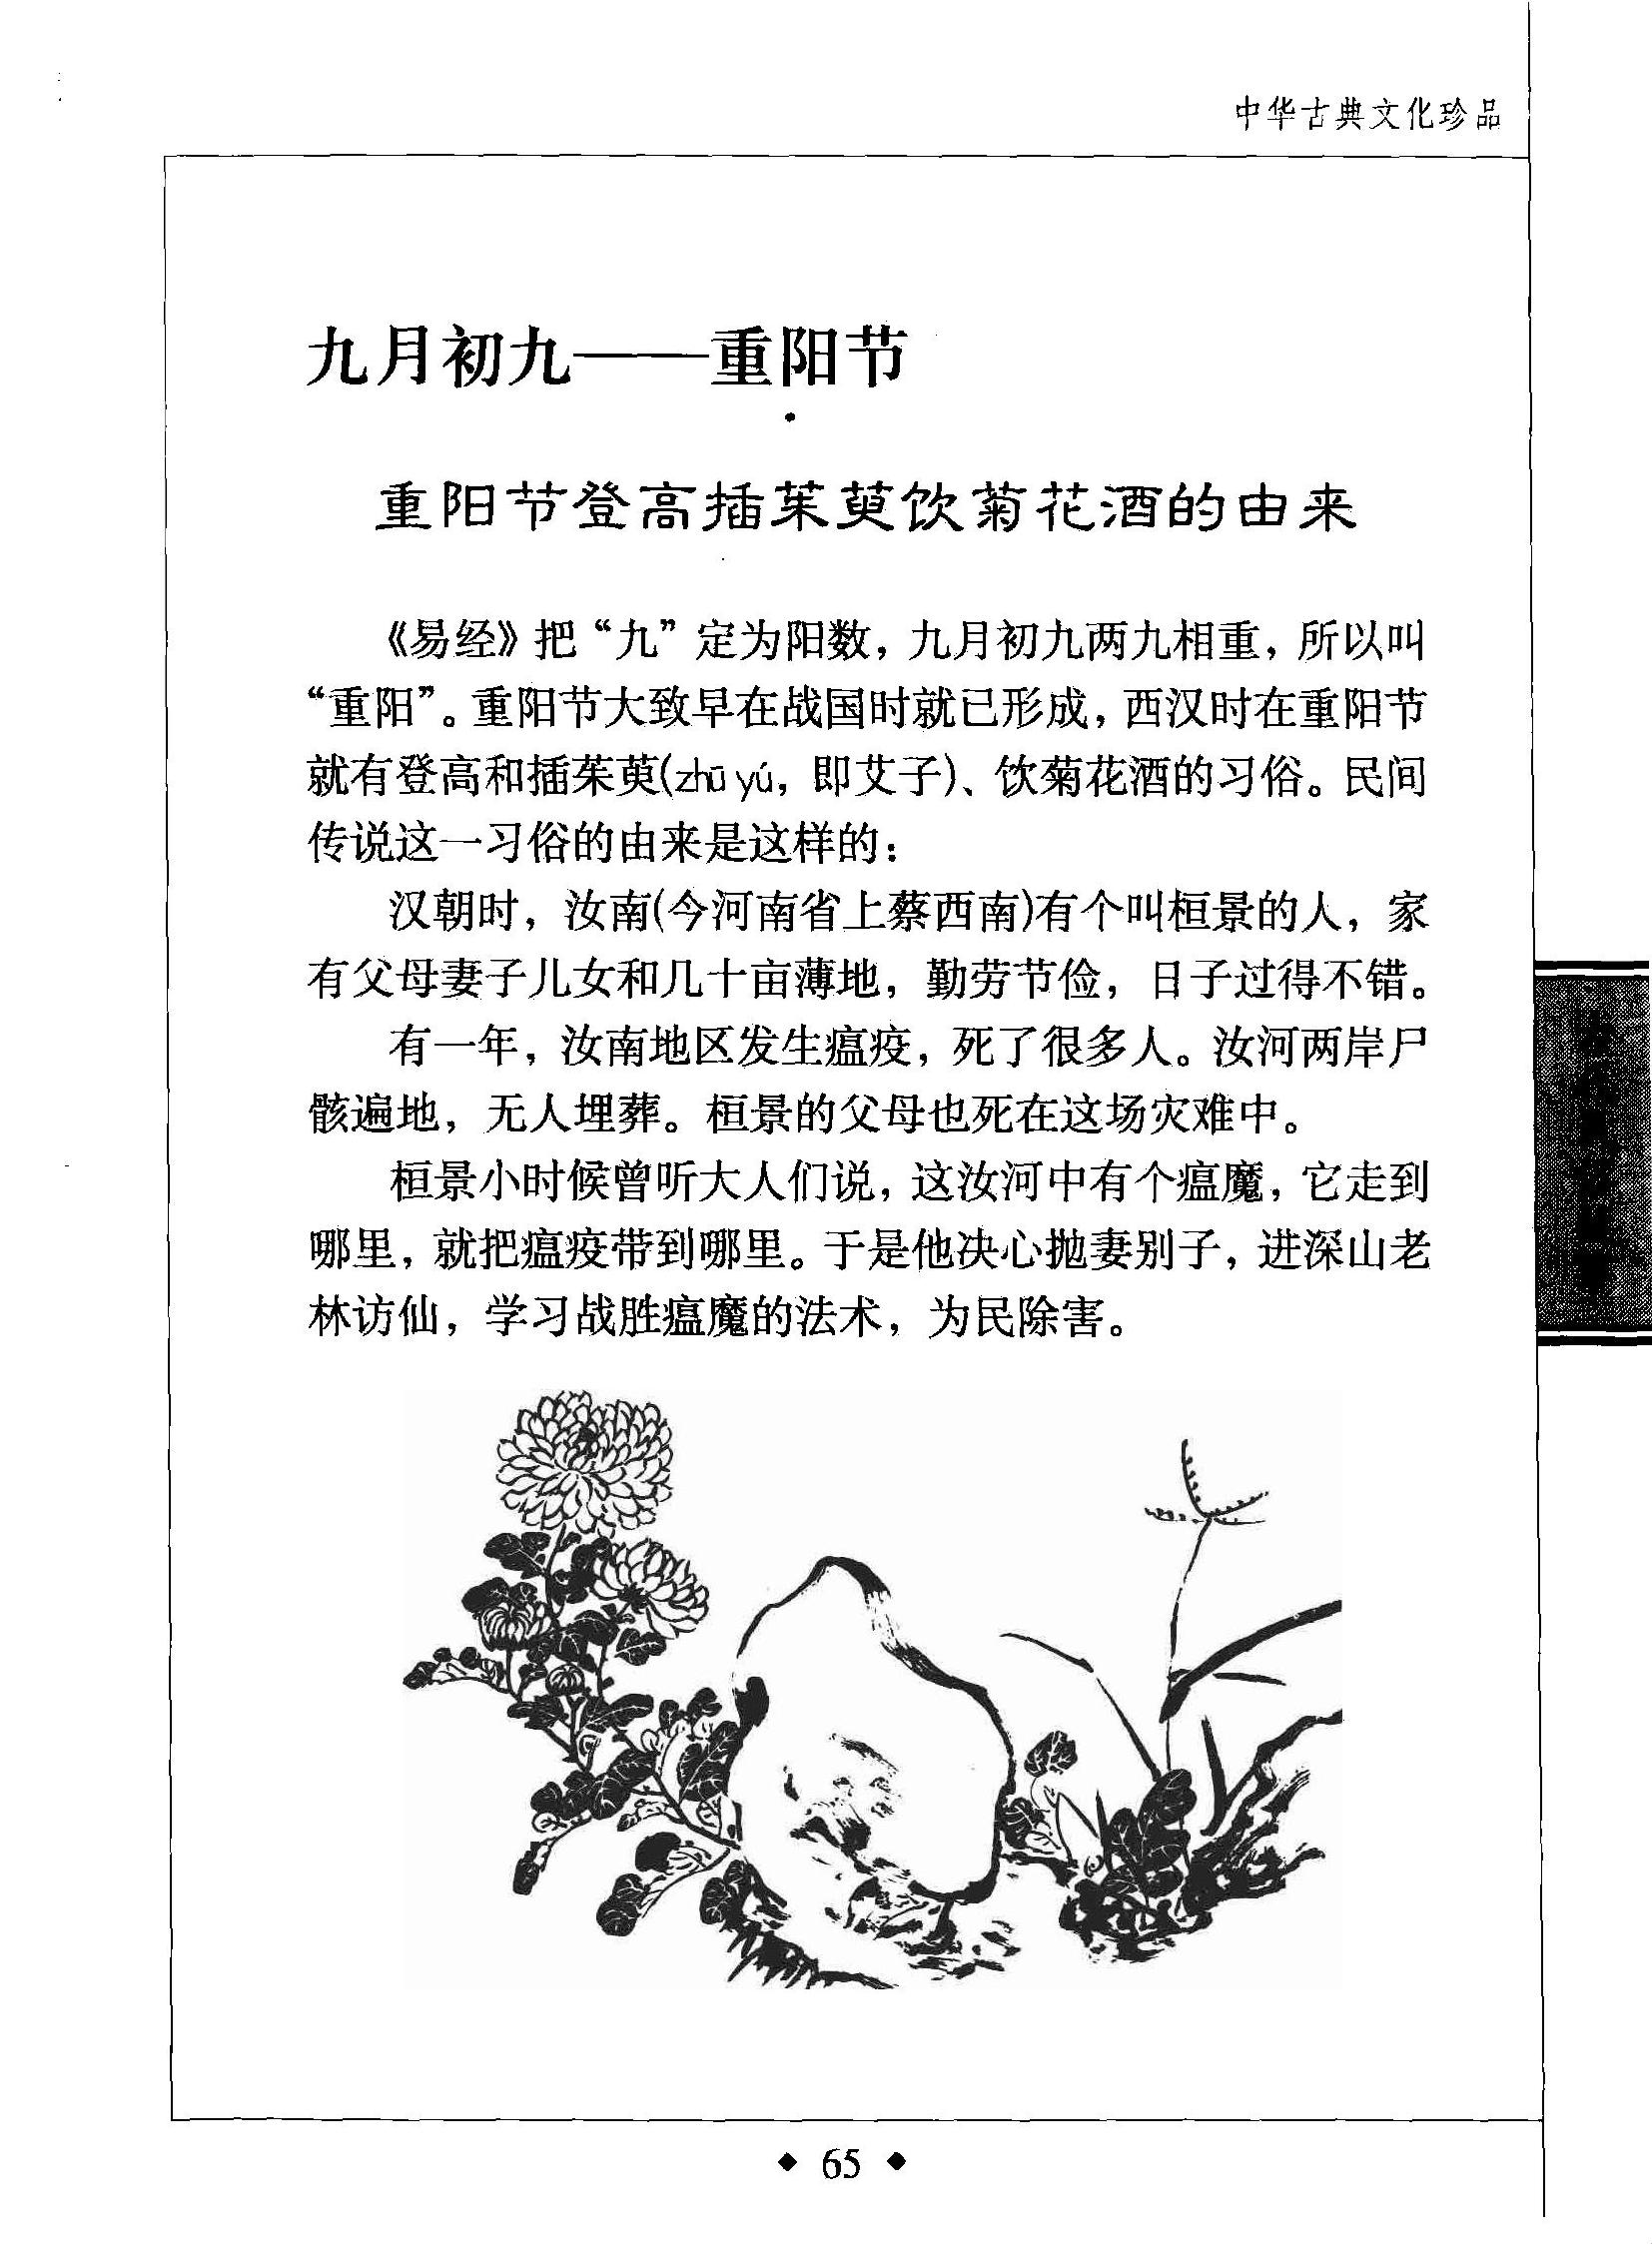 中华古典文化珍品
九月初九——重阳节
重阳节登高插茱萸饮菊花酒的由来
《易经》把“九”定为阳数，九月初九两九相重，所以叫
“重阳”。重阳节大致早在战国时就已形成，西汉时在重阳节
就有登高和插茱萸(zhū yú，即艾子)、饮菊花酒的习俗。民间
传说这一习俗的由来是这样的：
汉朝时，汝南(今河南省上蔡西南)有个叫桓景的人，家
有父母妻子儿女和几十亩薄地，勤劳节俭，日子过得不错。
有一年，汝南地区发生瘟疫，死了很多人。汝河两岸尸
骸遍地，无人埋葬。桓景的父母也死在这场灾难中。
桓景小时候曾听大人们说，这汝河中有个瘟魔，它走到
哪里，就把瘟疫带到哪里。于是他决心抛妻别子，进深山老
林访仙，学习战胜瘟魔的法术，为民除害。
65